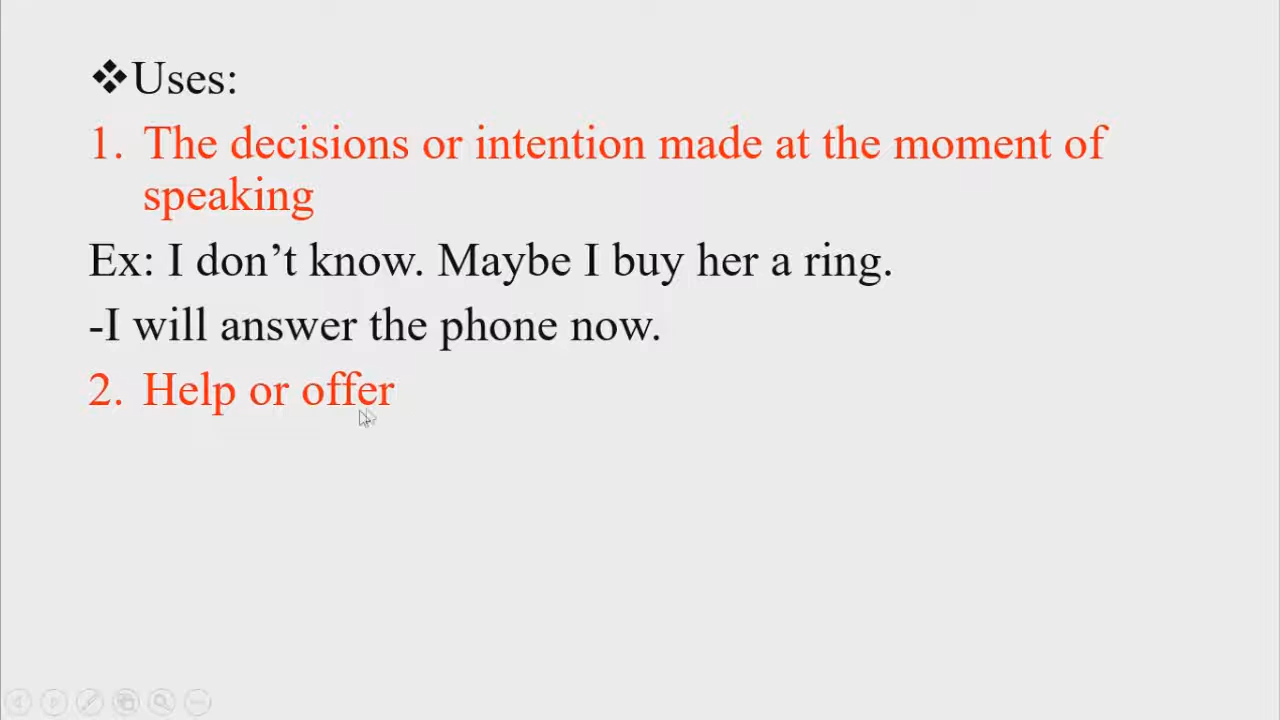 ❖Uses:
1. The decisions or intention made at the moment of
speaking
Ex: I don’t know. Maybe I buy her a ring.
-I will answer the phone now.
2. Help or offer